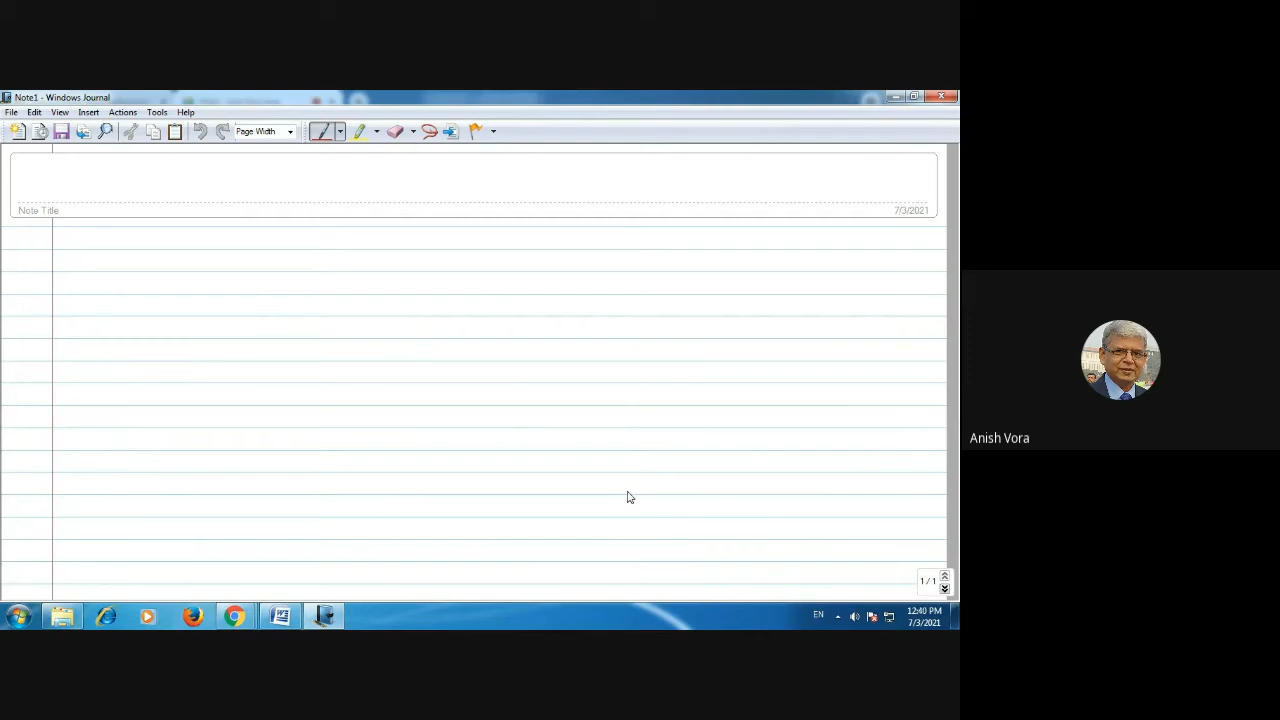 Note1 - Windows Journal
File Edit View Insert Actions Tools Help
Page Width
Note Title 7/3/2021
Anish Vora
1 / 1
EN 12:40 PM
7/3/2021